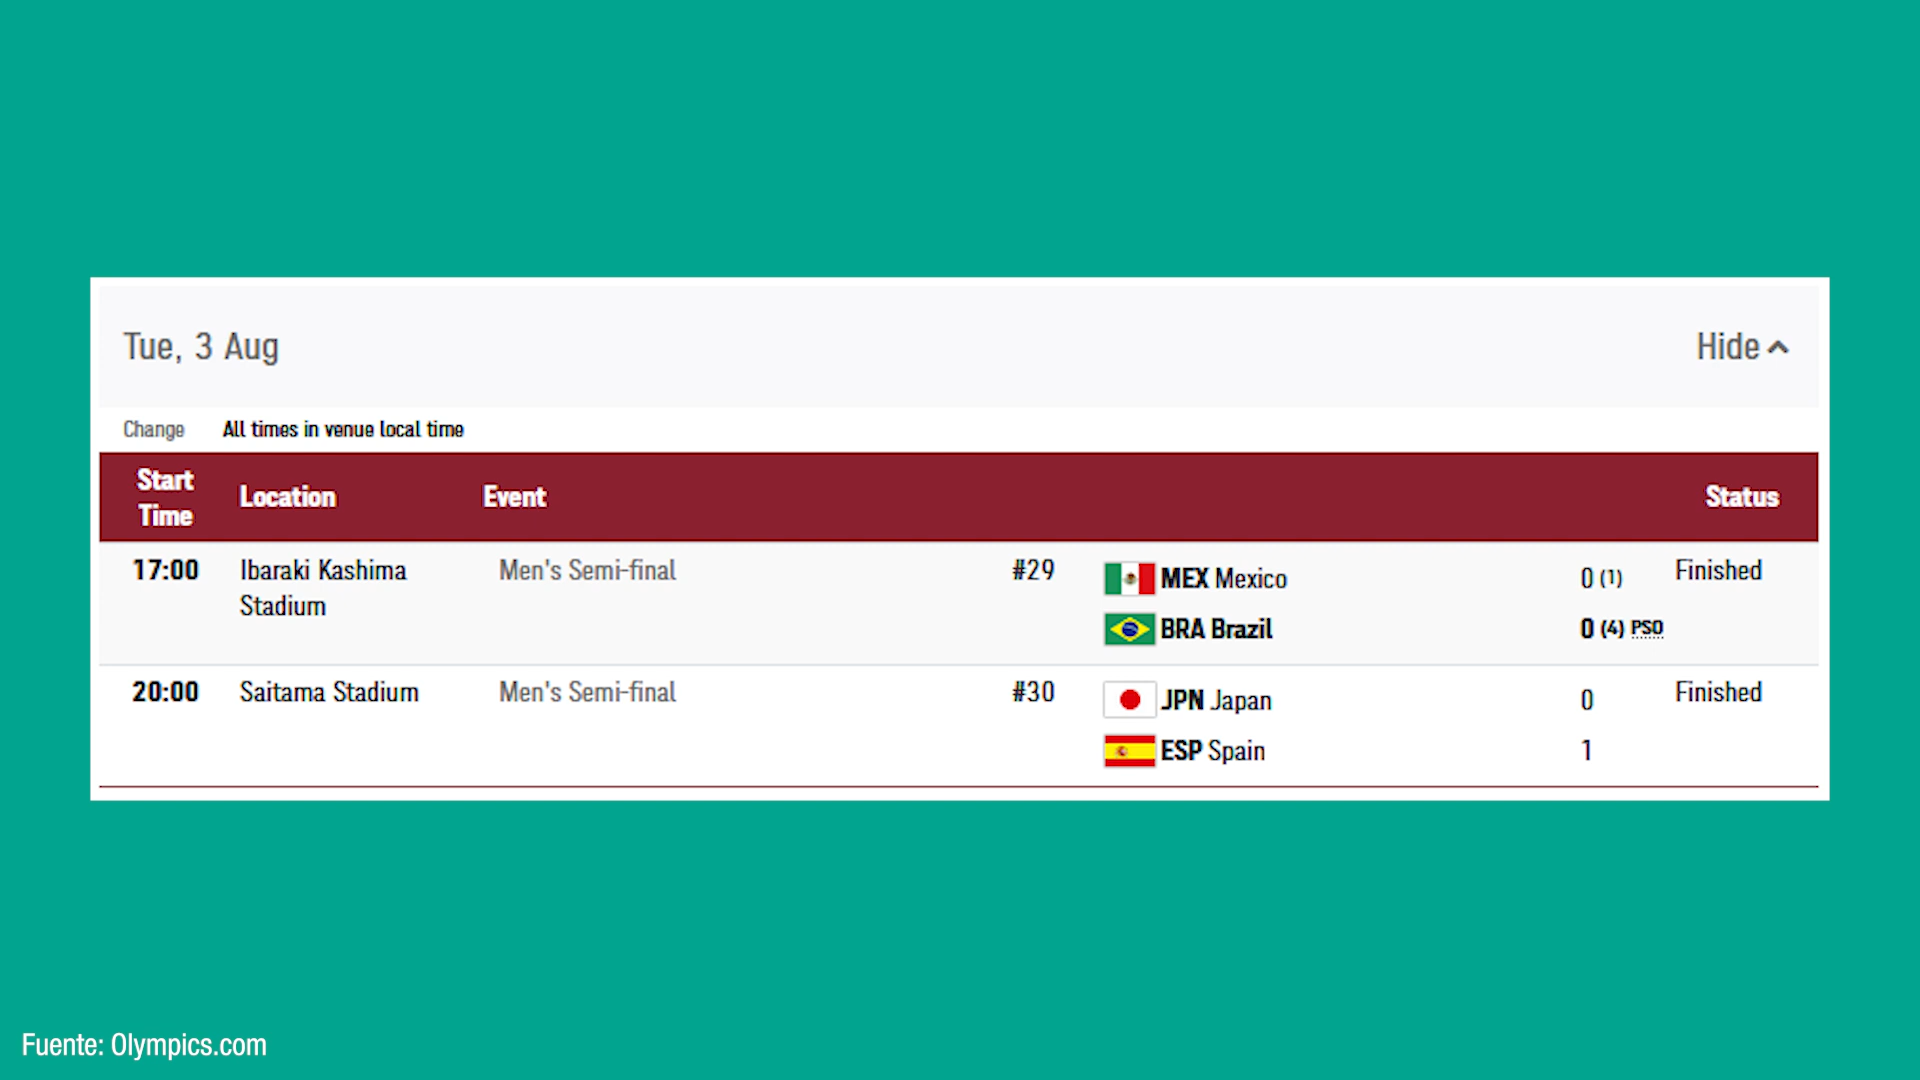 Tue, 3 Aug
Hide
Change All times in venue local time
Start Time Location Event Status
17:00 Ibaraki Kashima Stadium Men's Semi-final #29 MEX Mexico 0 (1) Finished
BRA Brazil 0 (4) PSO
20:00 Saitama Stadium Men's Semi-final #30 JPN Japan 0 Finished
ESP Spain 1
Fuente: Olympics.com